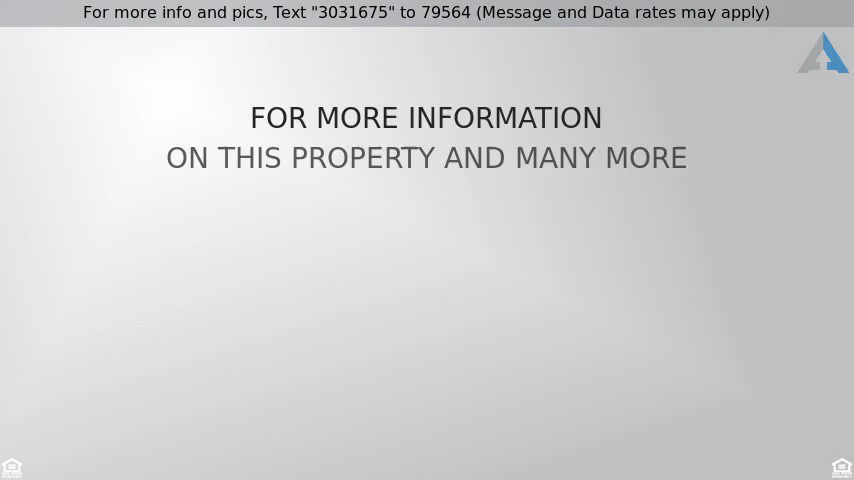 For more info and pics, Text "3031675" to 79564 (Message and Data rates may apply)
FOR MORE INFORMATION
ON THIS PROPERTY AND MANY MORE